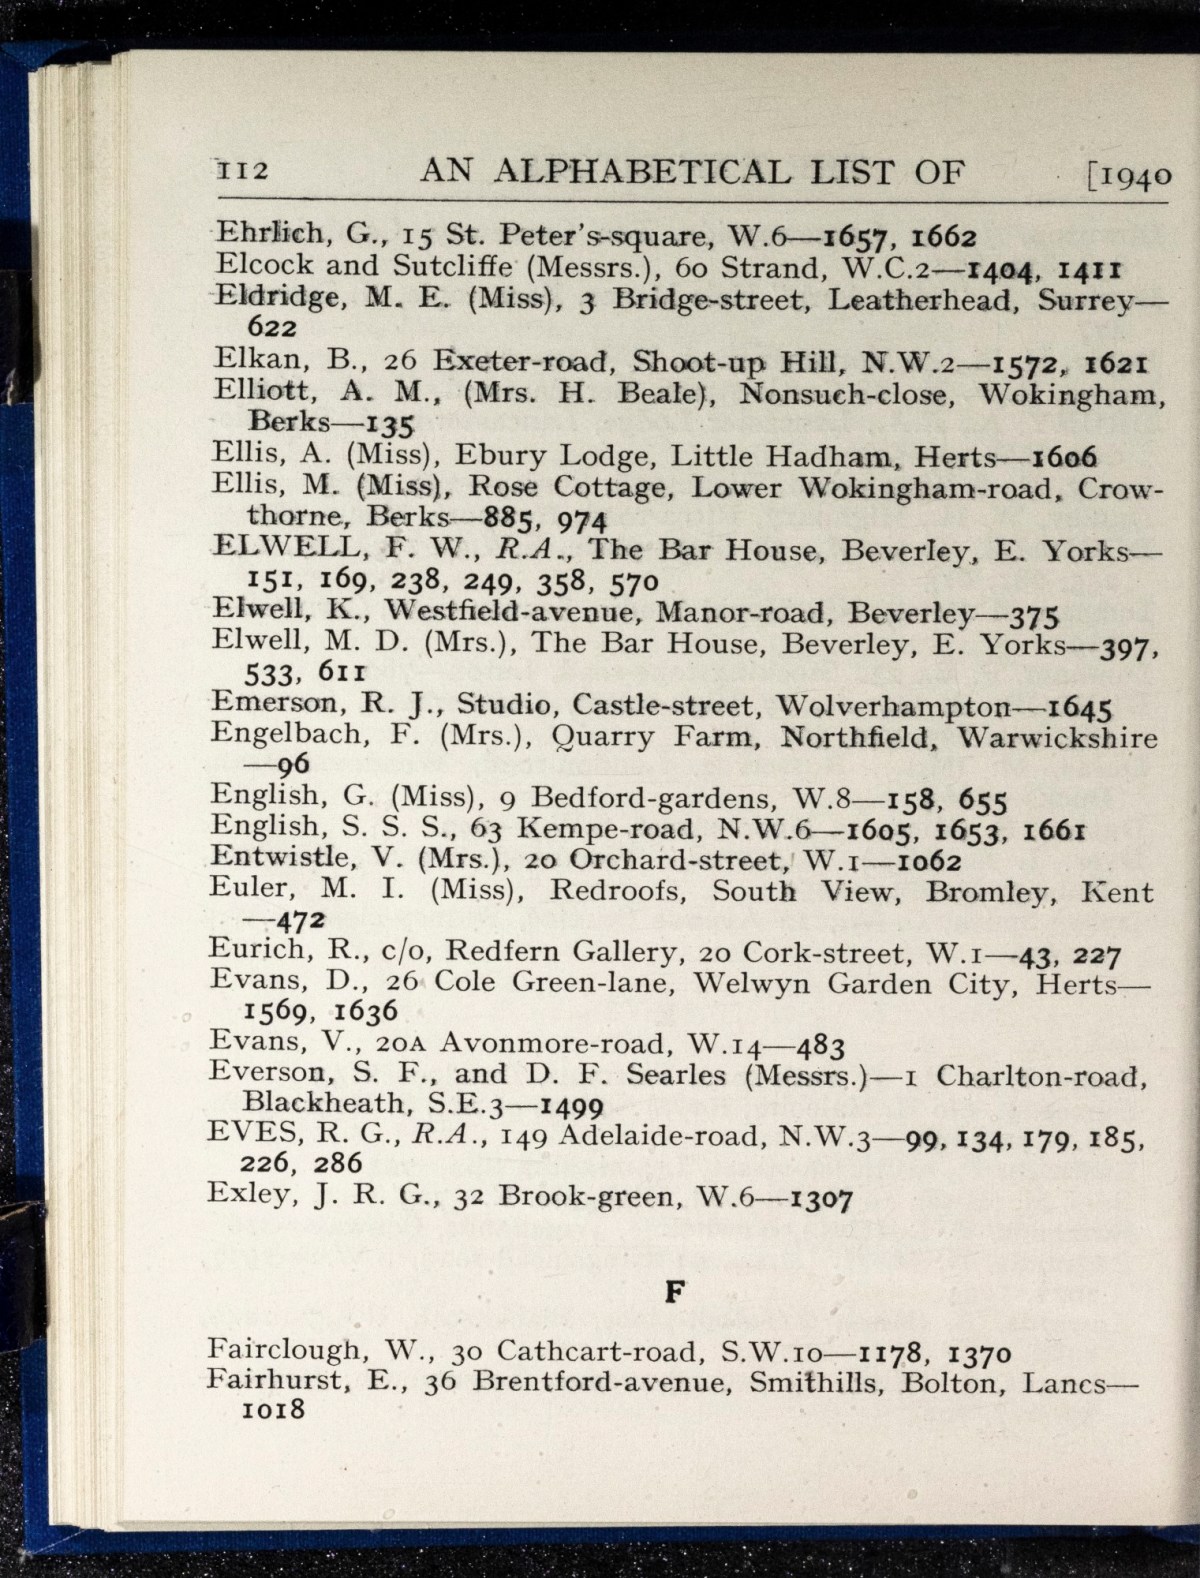 112 AN ALPHABETICAL LIST OF [1940
Ehrlich, G., 15 St. Peter's-square, W.6—1657, 1662
Elcock and Sutcliffe (Messrs.), 60 Strand, W.C.2—1404, 1411
Eldridge, M. E. (Miss), 3 Bridge-street, Leatherhead, Surrey—
622
Elkan, B., 26 Exeter-road, Shoot-up Hill, N.W.2—1572, 1621
Elliott, A. M., (Mrs. H. Beale), Nonsuch-close, Wokingham,
Berks—135
Ellis, A. (Miss), Ebury Lodge, Little Hadham, Herts—1606
Ellis, M. (Miss), Rose Cottage, Lower Wokingham-road, Crow-
thorne, Berks—885, 974
ELWELL, F. W., R.A., The Bar House, Beverley, E. Yorks—
151, 169, 238, 249, 358, 570
Elwell, K., Westfield-avenue, Manor-road, Beverley—375
Elwell, M. D. (Mrs.), The Bar House, Beverley, E. Yorks—397,
533, 611
Emerson, R. J., Studio, Castle-street, Wolverhampton—1645
Engelbach, F. (Mrs.), Quarry Farm, Northfield, Warwickshire
—96
English, G. (Miss), 9 Bedford-gardens, W.8—158, 655
English, S. S. S., 63 Kempe-road, N.W.6—1605, 1653, 1661
Entwistle, V. (Mrs.), 20 Orchard-street, W.1—1062
Euler, M. I. (Miss), Redroofs, South View, Bromley, Kent
—472
Eurich, R., c/o, Redfern Gallery, 20 Cork-street, W.1—43, 227
Evans, D., 26 Cole Green-lane, Welwyn Garden City, Herts—
1569, 1636
Evans, V., 20A Avonmore-road, W.14—483
Everson, S. F., and D. F. Searles (Messrs.)—1 Charlton-road,
Blackheath, S.E.3—1499
EVES, R. G., R.A., 149 Adelaide-road, N.W.3—99, 134, 179, 185,
226, 286
Exley, J. R. G., 32 Brook-green, W.6—1307
F
Fairclough, W., 30 Cathcart-road, S.W.10—1178, 1370
Fairhurst, E., 36 Brentford-avenue, Smithills, Bolton, Lancs—
1018